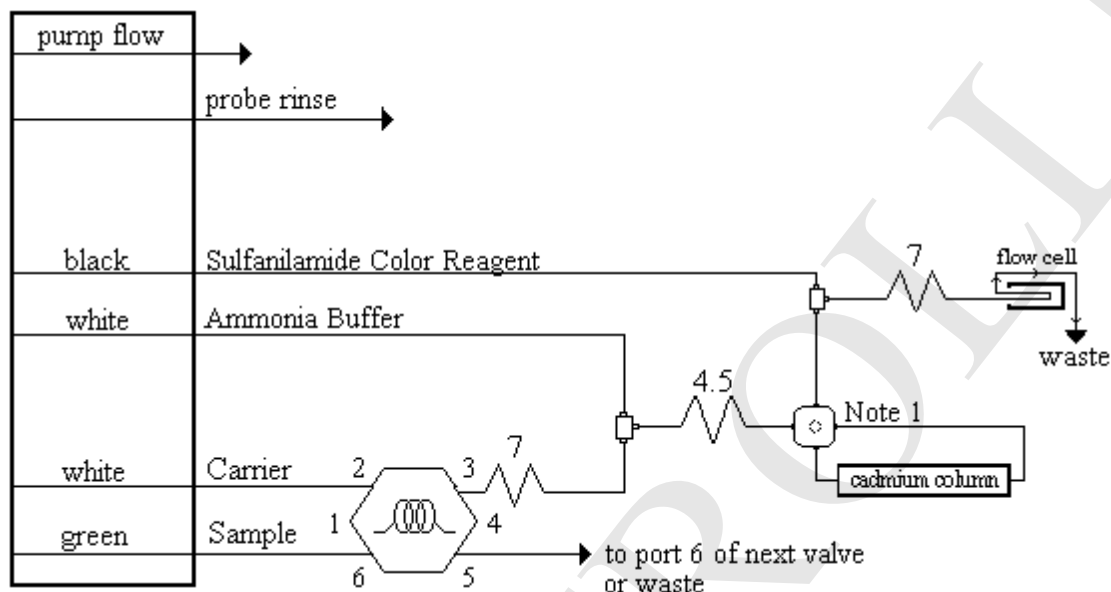 pump flow
probe rinse
black
Sulfanilamide Color Reagent
7
flow cell
white
Ammonia Buffer
waste
4.5
Note 1
7
cadmium column
white
Carrier
2
3
1
4
green
Sample
6
5
to port 6 of next valve
or waste